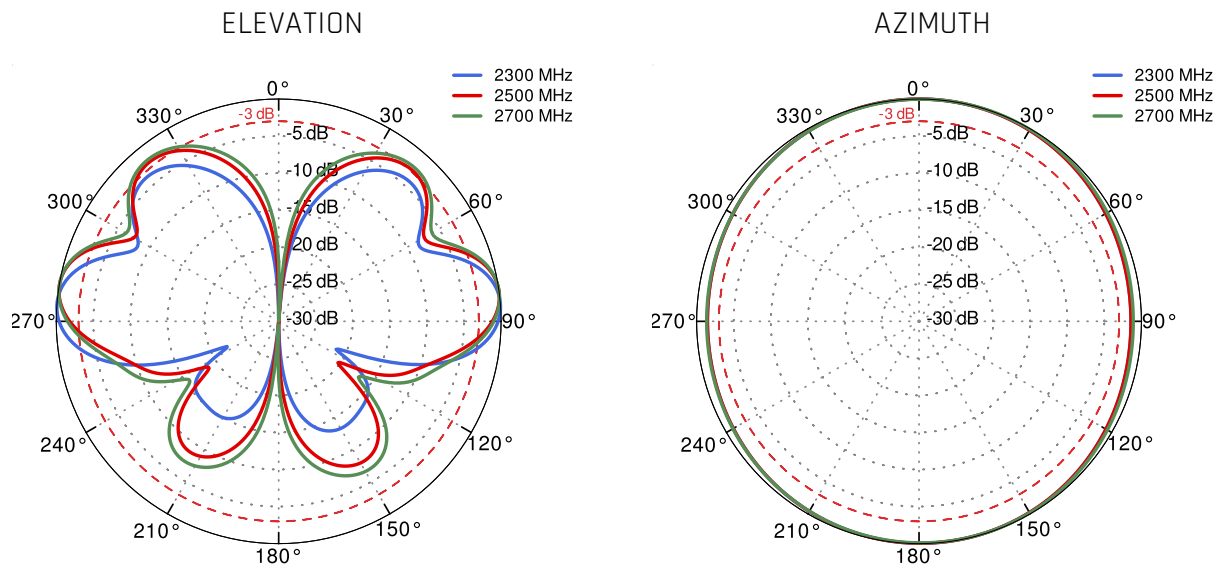 ELEVATION
2300 MHz
2500 MHz
2700 MHz
0°
330°
30°
-3 dB
-5 dB
-10 dB
300°
60°
-15 dB
-20 dB
-25 dB
270°
-30 dB
90°
240°
120°
210°
150°
180°
AZIMUTH
2300 MHz
2500 MHz
2700 MHz
0°
330°
30°
-3 dB
-5 dB
-10 dB
300°
60°
-15 dB
-20 dB
-25 dB
270°
-30 dB
90°
240°
120°
210°
150°
180°